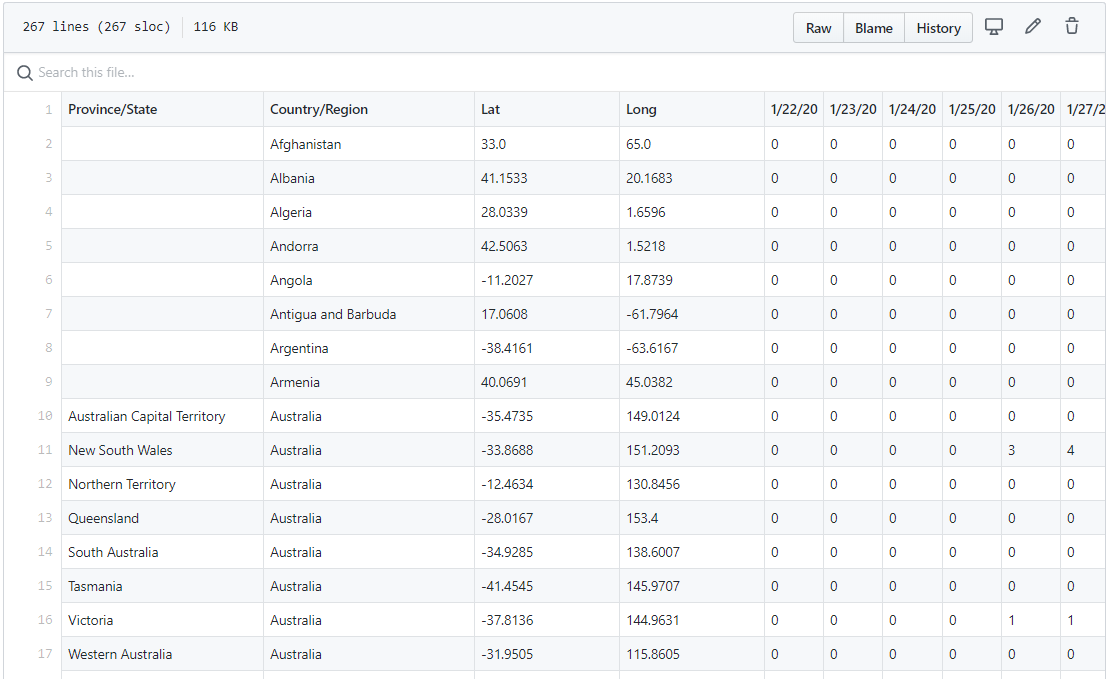 267 lines (267 sloc) 116 KB Raw Blame History
Search this file...
1 Province/State Country/Region Lat Long 1/22/20 1/23/20 1/24/20 1/25/20 1/26/20 1/27/2
2 Afghanistan 33.0 65.0 0 0 0 0 0 0
3 Albania 41.1533 20.1683 0 0 0 0 0 0
4 Algeria 28.0339 1.6596 0 0 0 0 0 0
5 Andorra 42.5063 1.5218 0 0 0 0 0 0
6 Angola -11.2027 17.8739 0 0 0 0 0 0
7 Antigua and Barbuda 17.0608 -61.7964 0 0 0 0 0 0
8 Argentina -38.4161 -63.6167 0 0 0 0 0 0
9 Armenia 40.0691 45.0382 0 0 0 0 0 0
10 Australian Capital Territory Australia -35.4735 149.0124 0 0 0 0 0 0
11 New South Wales Australia -33.8688 151.2093 0 0 0 0 3 4
12 Northern Territory Australia -12.4634 130.8456 0 0 0 0 0 0
13 Queensland Australia -28.0167 153.4 0 0 0 0 0 0
14 South Australia Australia -34.9285 138.6007 0 0 0 0 0 0
15 Tasmania Australia -41.4545 145.9707 0 0 0 0 0 0
16 Victoria Australia -37.8136 144.9631 0 0 0 0 1 1
17 Western Australia Australia -31.9505 115.8605 0 0 0 0 0 0